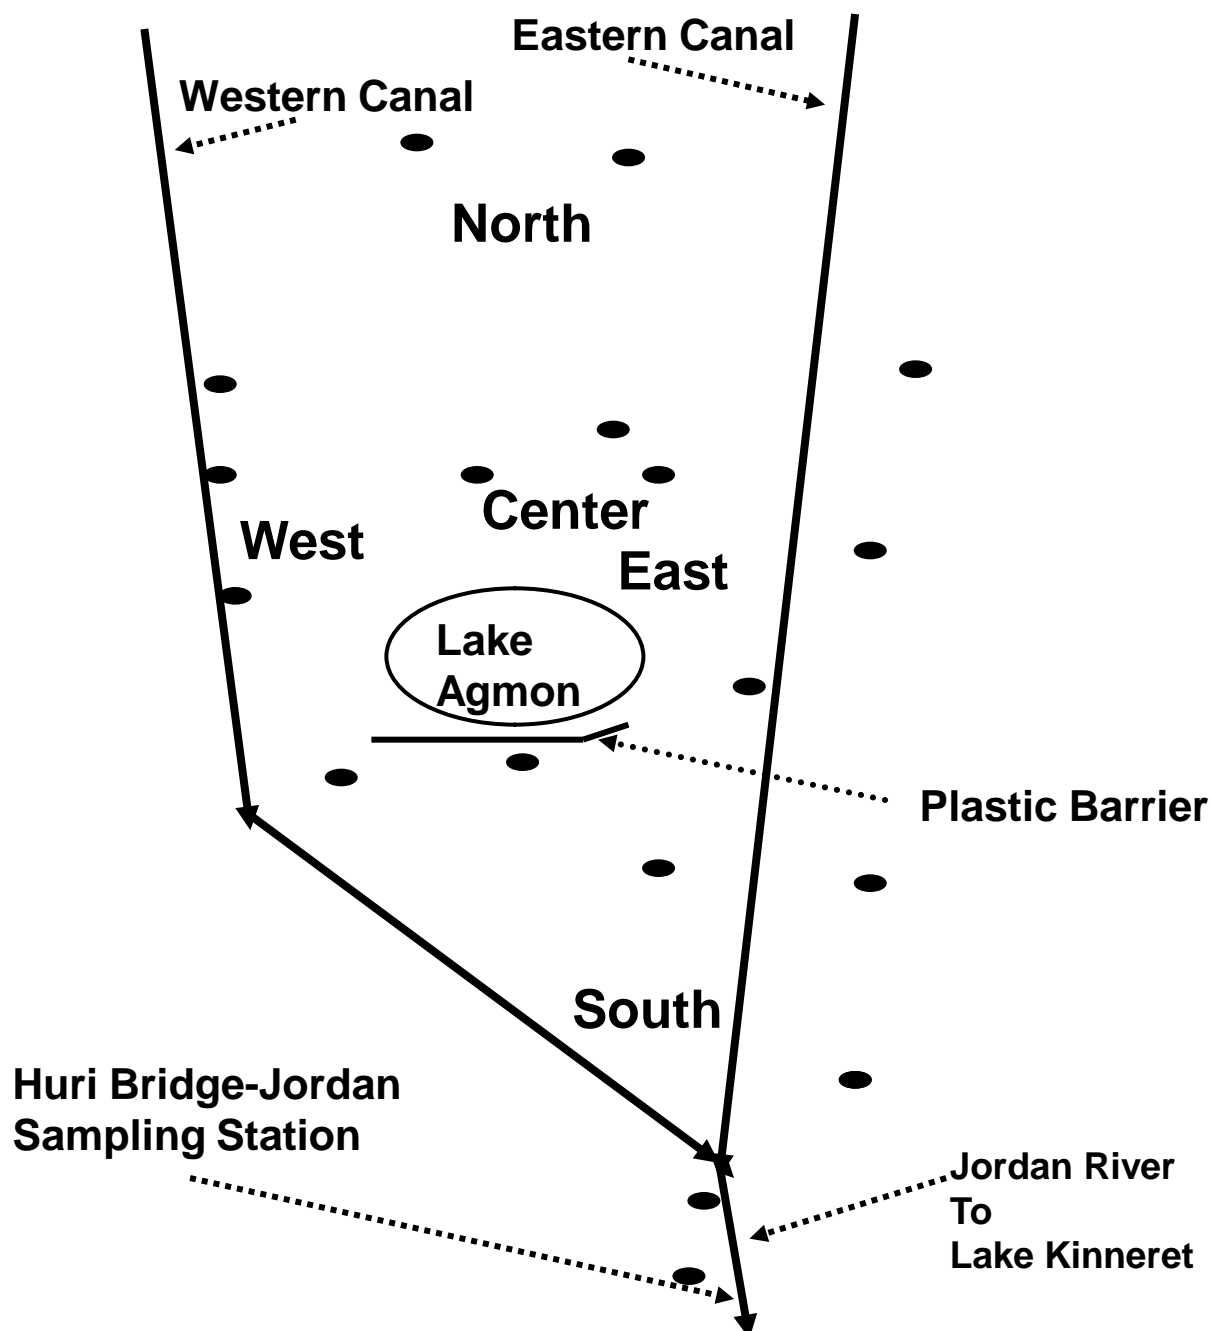 Eastern Canal
Western Canal
North
Center
West
East
Lake
Agmon
Plastic Barrier
South
Huri Bridge-Jordan
Sampling Station
Jordan River
To
Lake Kinneret